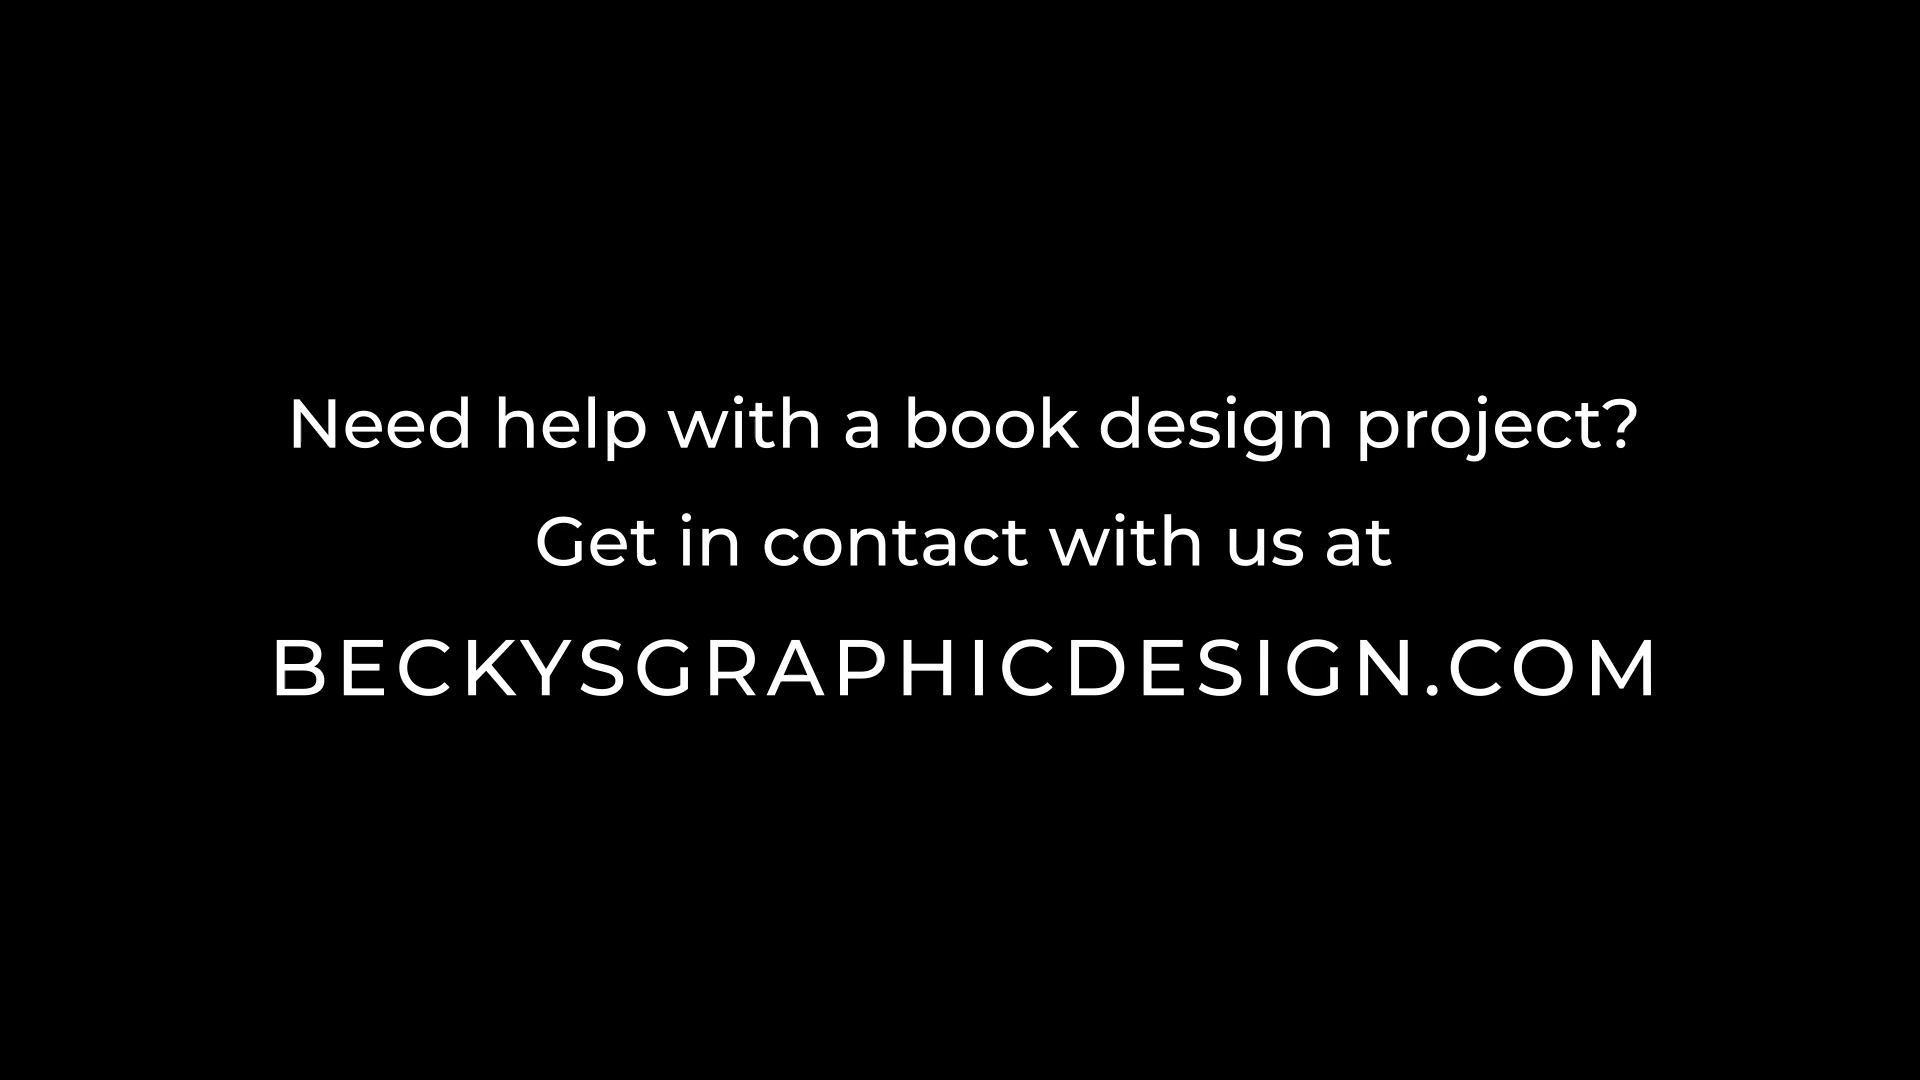 Need help with a book design project?
Get in contact with us at
BECKYSGRAPHICDESIGN.COM